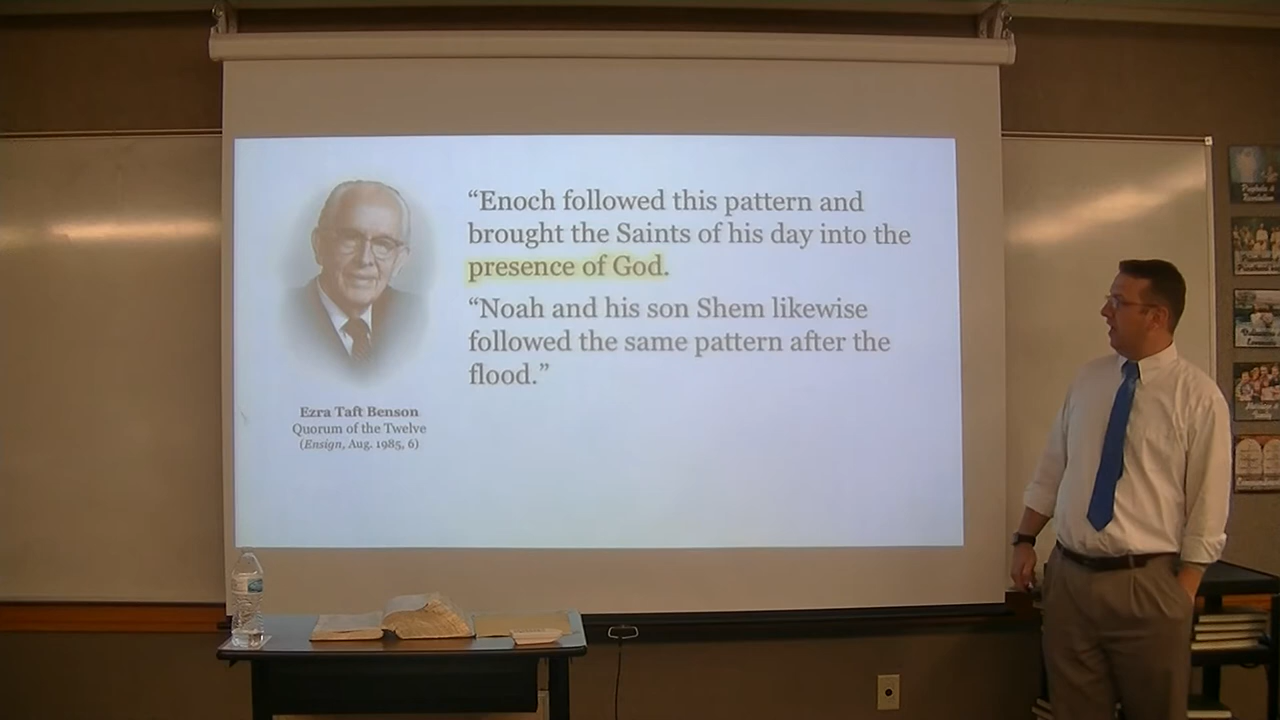 “Enoch followed this pattern and
brought the Saints of his day into the
presence of God.
“Noah and his son Shem likewise
followed the same pattern after the
flood.”
Ezra Taft Benson
Quorum of the Twelve
(Ensign, Aug. 1985, 6)